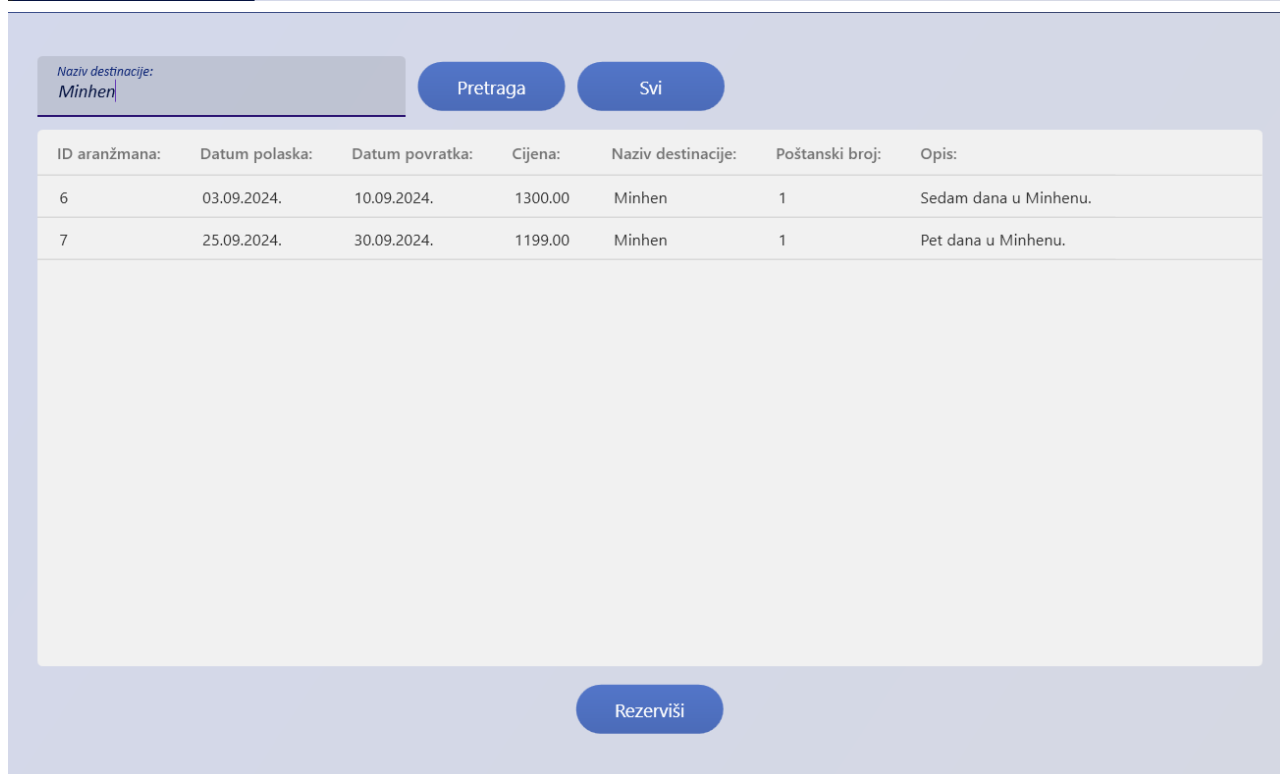 Naziv destinacije:
Minhen
Pretraga
Svi
ID aranžmana: Datum polaska: Datum povratka: Cijena: Naziv destinacije: Poštanski broj: Opis:
6 03.09.2024. 10.09.2024. 1300.00 Minhen 1 Sedam dana u Minhenu.
7 25.09.2024. 30.09.2024. 1199.00 Minhen 1 Pet dana u Minhenu.
Rezerviši